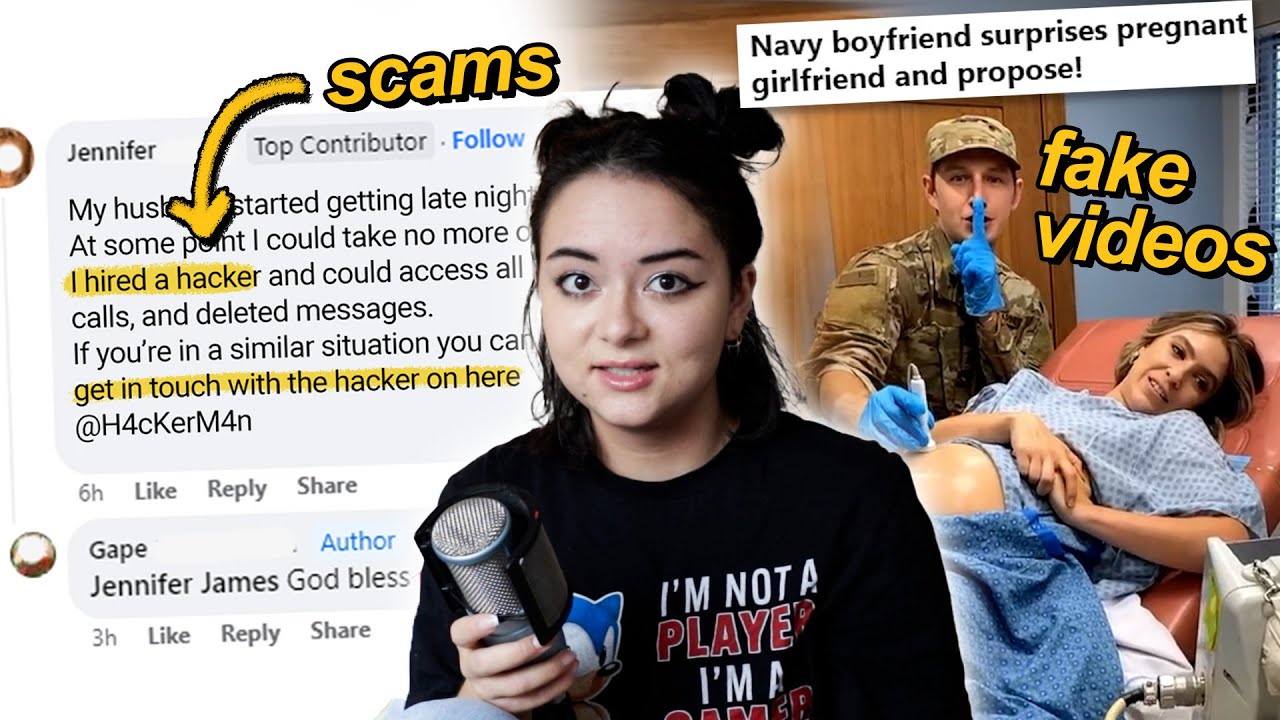 scams
Jennifer
Top Contributor · Follow
My started getting late night
At some point I could take no more
I hired a hacker and could access all
calls, and deleted messages.
If you're in a similar situation you can
get in touch with the hacker on here
@H4cKerM4n
6h Like Reply Share
Gape
Author
Jennifer James God bless
3h Like Reply Share
Navy boyfriend surprises pregnant
girlfriend and propose!
fake
videos
I'M NOT A
PLAYER
I'M A
GAMER